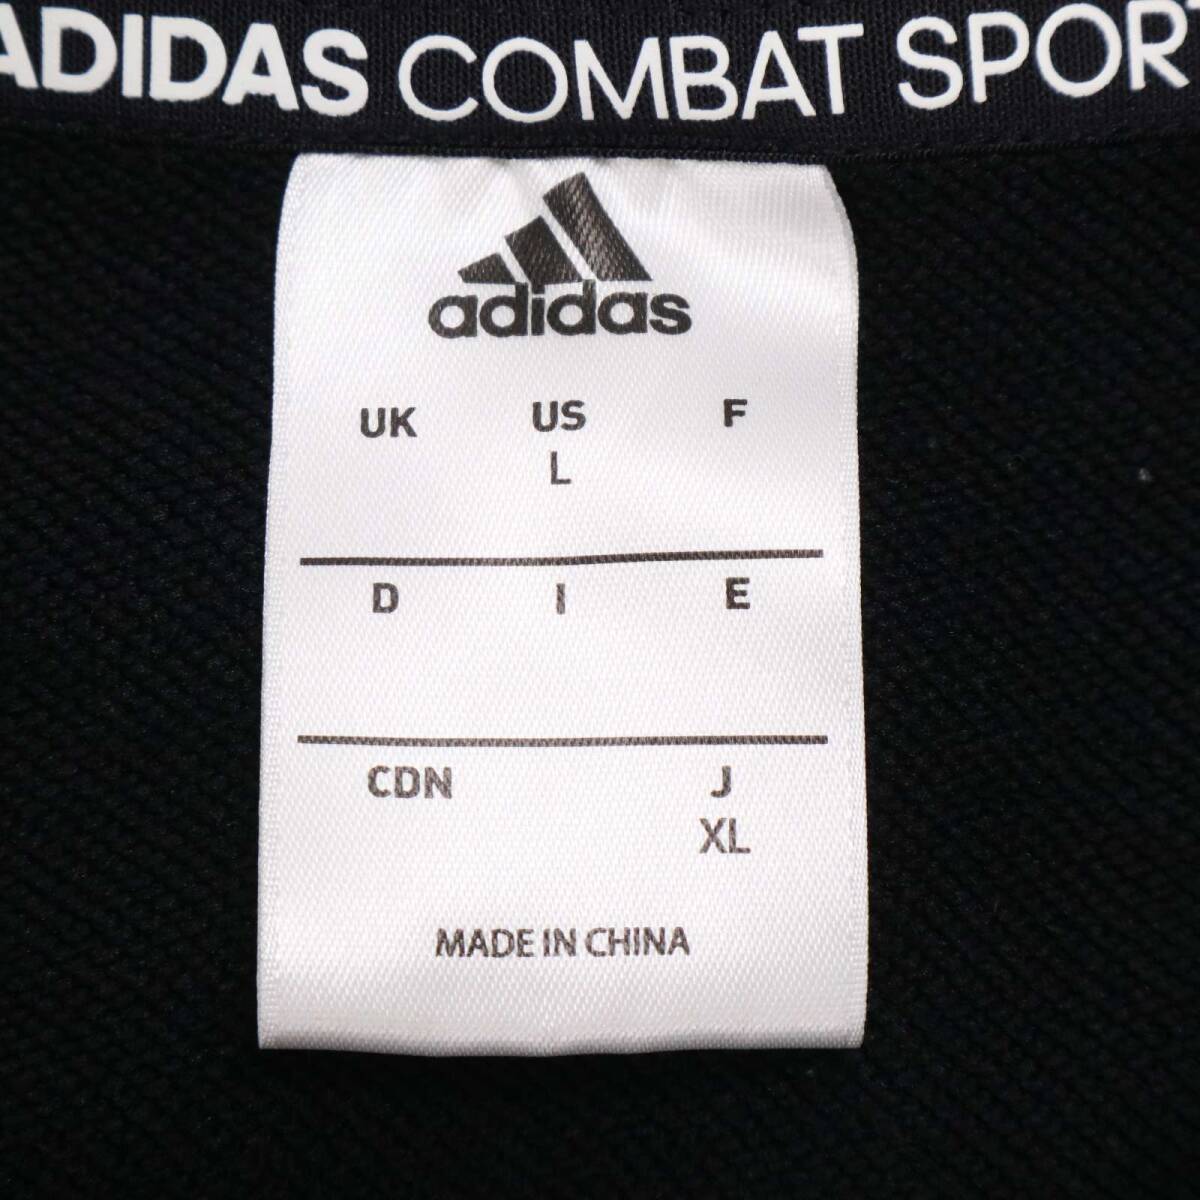 ADIDAS COMBAT SPORT
adidas
UK US F
L
D I E
CDN J
XL
MADE IN CHINA